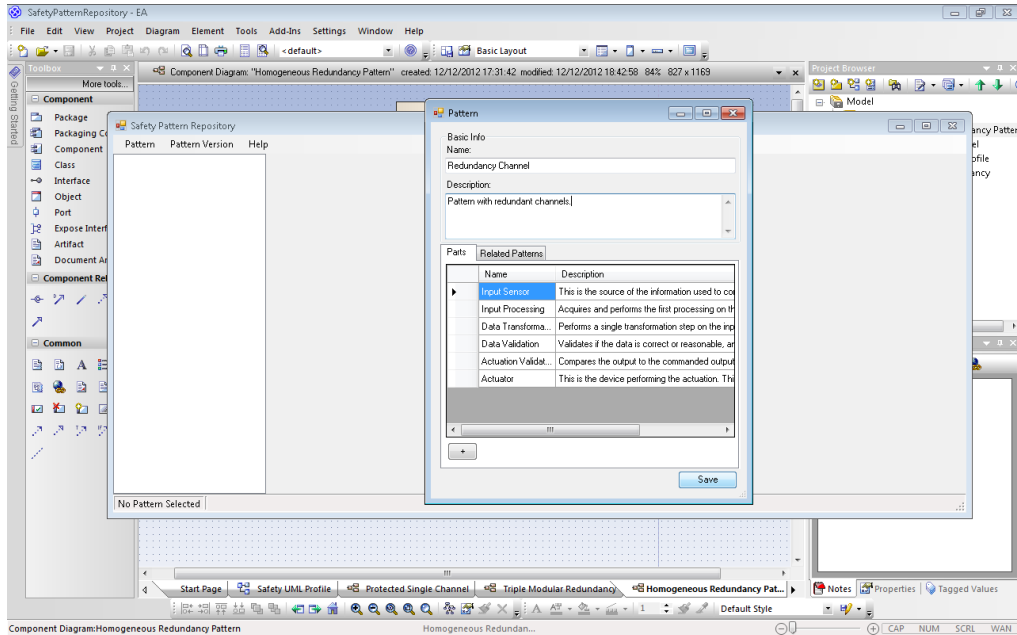 SafetyPatternRepository - EA
File Edit View Project Diagram Element Tools Add-Ins Settings Window Help
<default> Basic Layout
Toolbox
Component Diagram: "Homogeneous Redundancy Pattern" created: 12/12/2012 17:31:42 modified: 12/12/2012 18:42:58 84% 827 x 1169
Project Browser
Getting Started
More tools...
Component
Package
Packaging Co
Component
Class
Interface
Object
Port
Expose Interf
Artifact
Document Ar
Component Rel
Common
Model
ancy Patter
el
ofile
ancy
Safety Pattern Repository
Pattern Pattern Version Help
No Pattern Selected
Pattern
Basic Info
Name:
Redundancy Channel
Description:
Pattern with redundant channels.
Parts Related Patterns
Name Description
Input Sensor This is the source of the information used to cor
Input Processing Acquires and performs the first processing on th
Data Transforma... Performs a single transformation step on the inp
Data Validation Validates if the data is correct or reasonable, ar
Actuation Validat... Compares the output to the commanded output
Actuator This is the device performing the actuation. Thi
+
Save
Start Page Safety UML Profile Protected Single Channel Triple Modular Redundancy Homogeneous Redundancy Pat...
Notes Properties Tagged Values
A 1 Default Style
Component Diagram:Homogeneous Redundancy Pattern Homogeneous Redundan... CAP NUM SCRL WAN